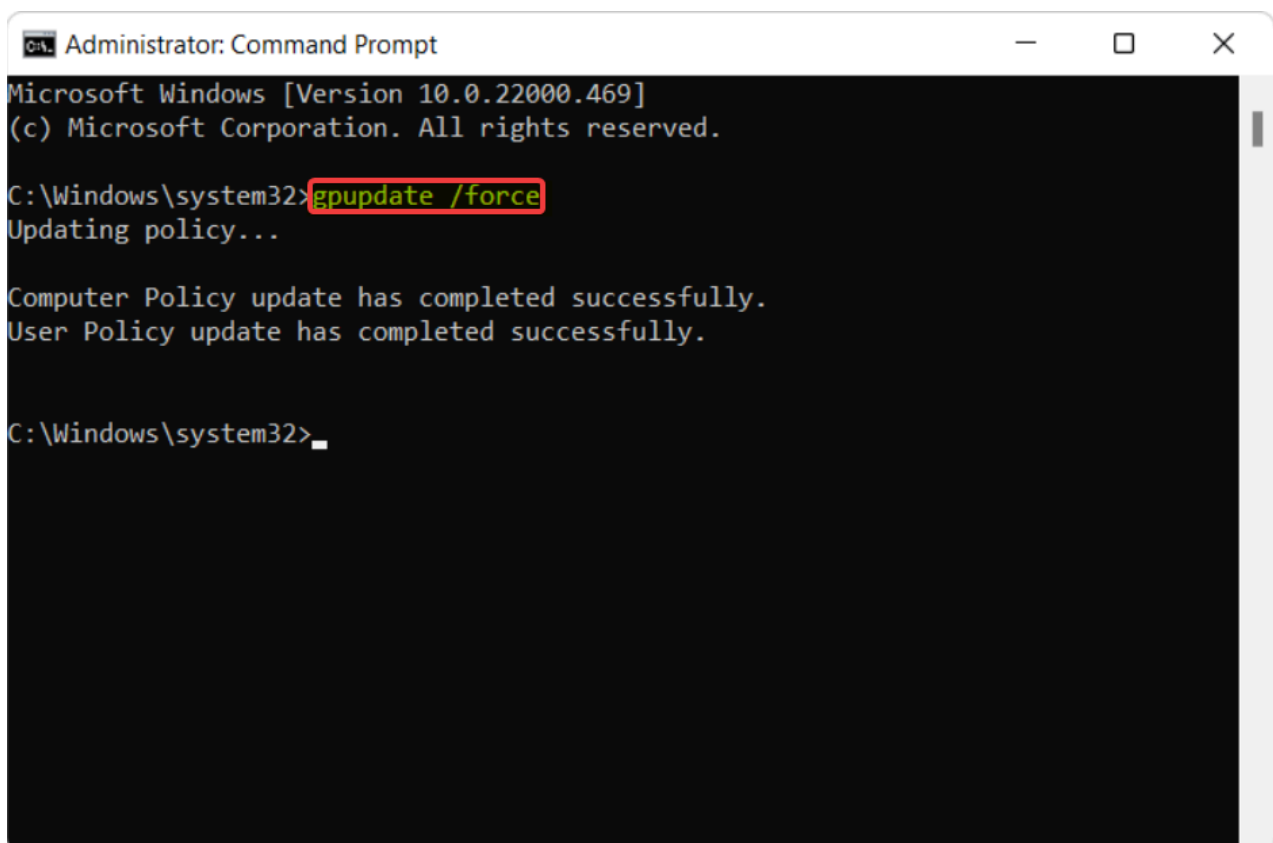 Administrator: Command Prompt
Microsoft Windows [Version 10.0.22000.469]
(c) Microsoft Corporation. All rights reserved.
C:\Windows\system32>gpupdate /force
Updating policy...
Computer Policy update has completed successfully.
User Policy update has completed successfully.
C:\Windows\system32>